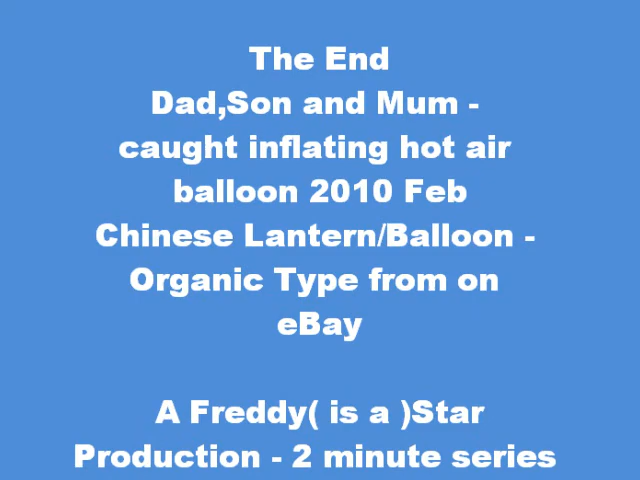 The End
Dad,Son and Mum -
caught inflating hot air
balloon 2010 Feb
Chinese Lantern/Balloon -
Organic Type from on
eBay
A Freddy( is a )Star
Production - 2 minute series